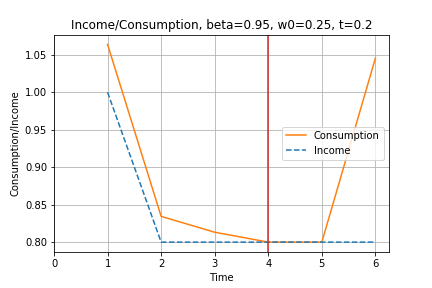 Income/Consumption, beta=0.95, w0=0.25, t=0.2
Consumption/Income
1.05
1.00
0.95
0.90
0.85
0.80
Consumption
Income
0 1 2 3 4 5 6
Time